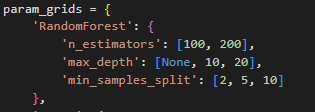 param_grids = {
    'RandomForest': {
        'n_estimators': [100, 200],
        'max_depth': [None, 10, 20],
        'min_samples_split': [2, 5, 10]
    },